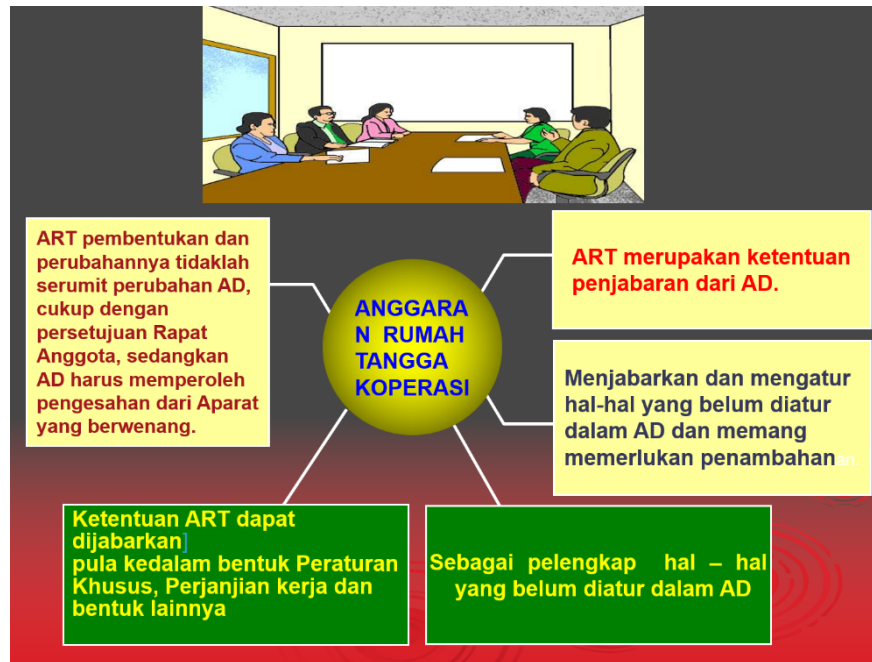 ART pembentukan dan
perubahannya tidaklah
serumit perubahan AD,
cukup dengan
persetujuan Rapat
Anggota, sedangkan
AD harus memperoleh
pengesahan dari Aparat
yang berwenang.
ANGGARA
N RUMAH
TANGGA
KOPERASI
ART merupakan ketentuan
penjabaran dari AD.
Menjabarkan dan mengatur
hal-hal yang belum diatur
dalam AD dan memang
memerlukan penambahan
Ketentuan ART dapat
dijabarkan]
pula kedalam bentuk Peraturan
Khusus, Perjanjian kerja dan
bentuk lainnya
Sebagai pelengkap hal – hal
yang belum diatur dalam AD